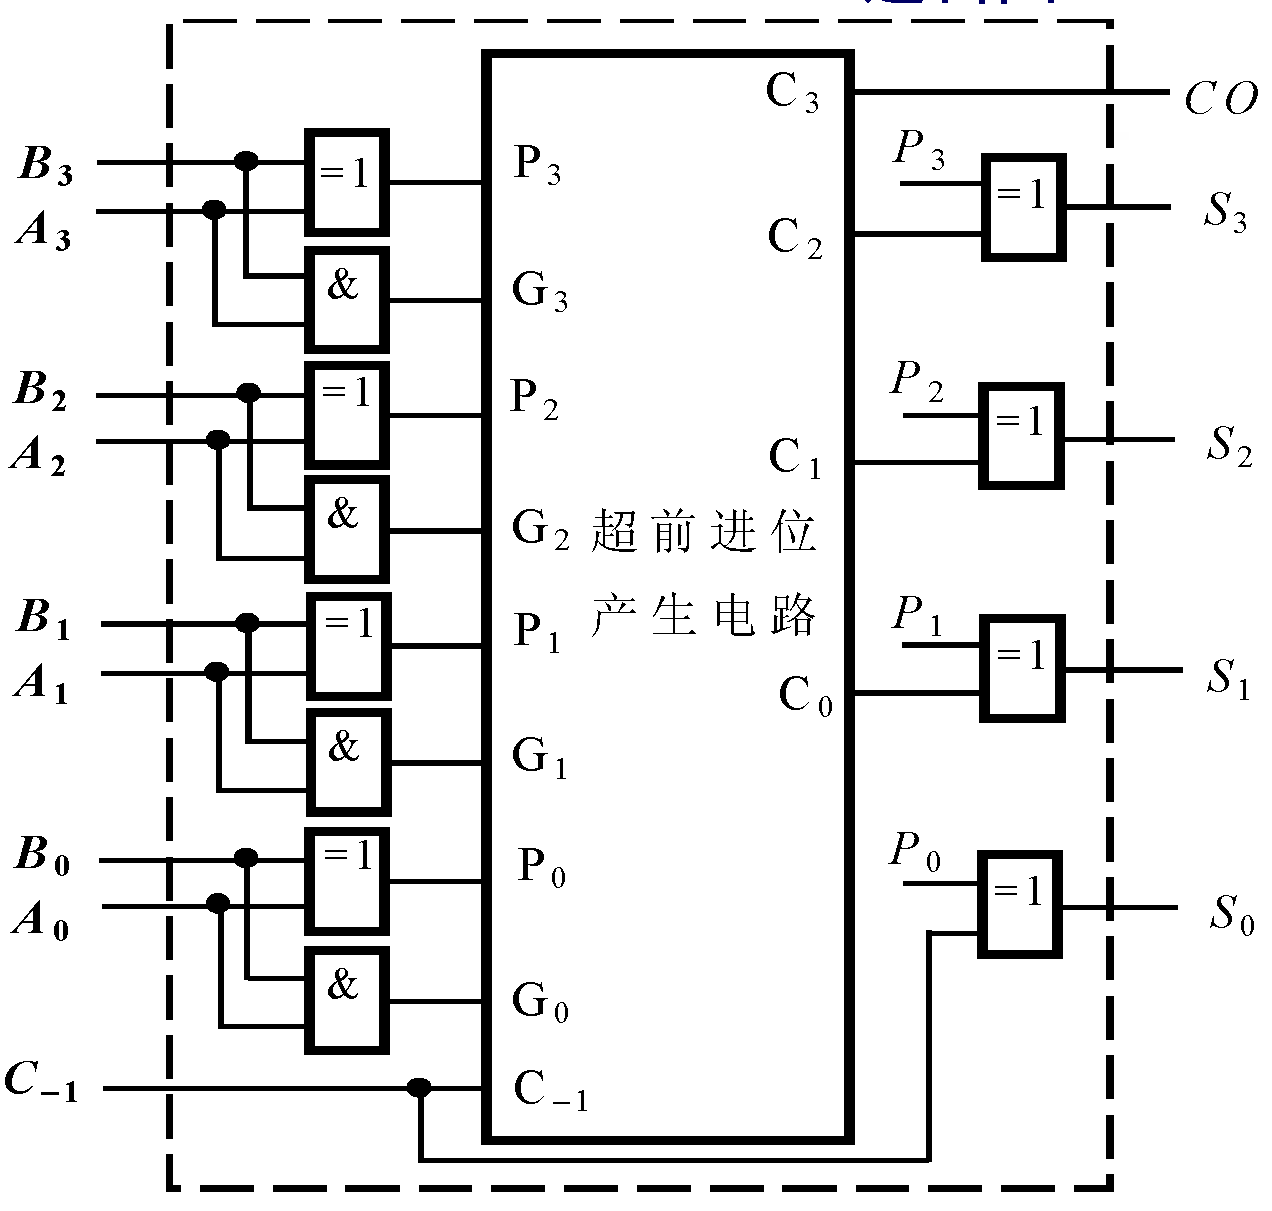 C3
CO
B3
=1
P3
P3
=1
S3
A3
C2
&
G3
B2
=1
P2
P2
=1
S2
A2
C1
&
G2
超前进位
产生电路
B1
=1
P1
P1
=1
S1
A1
C0
&
G1
B0
=1
P0
P0
=1
S0
A0
&
G0
C−1
C−1